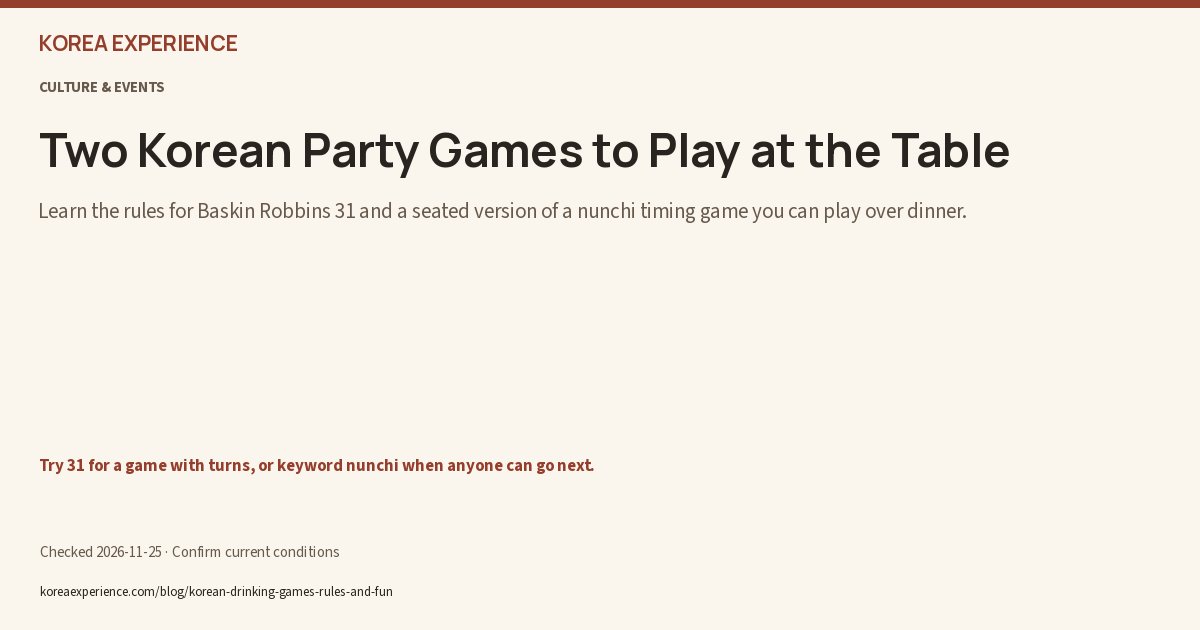 KOREA EXPERIENCE
CULTURE & EVENTS
Two Korean Party Games to Play at the Table
Learn the rules for Baskin Robbins 31 and a seated version of a nunchi timing game you can play over dinner.
Try 31 for a game with turns, or keyword nunchi when anyone can go next.
Checked 2026-11-25 · Confirm current conditions
koreaexperience.com/blog/korean-drinking-games-rules-and-fun